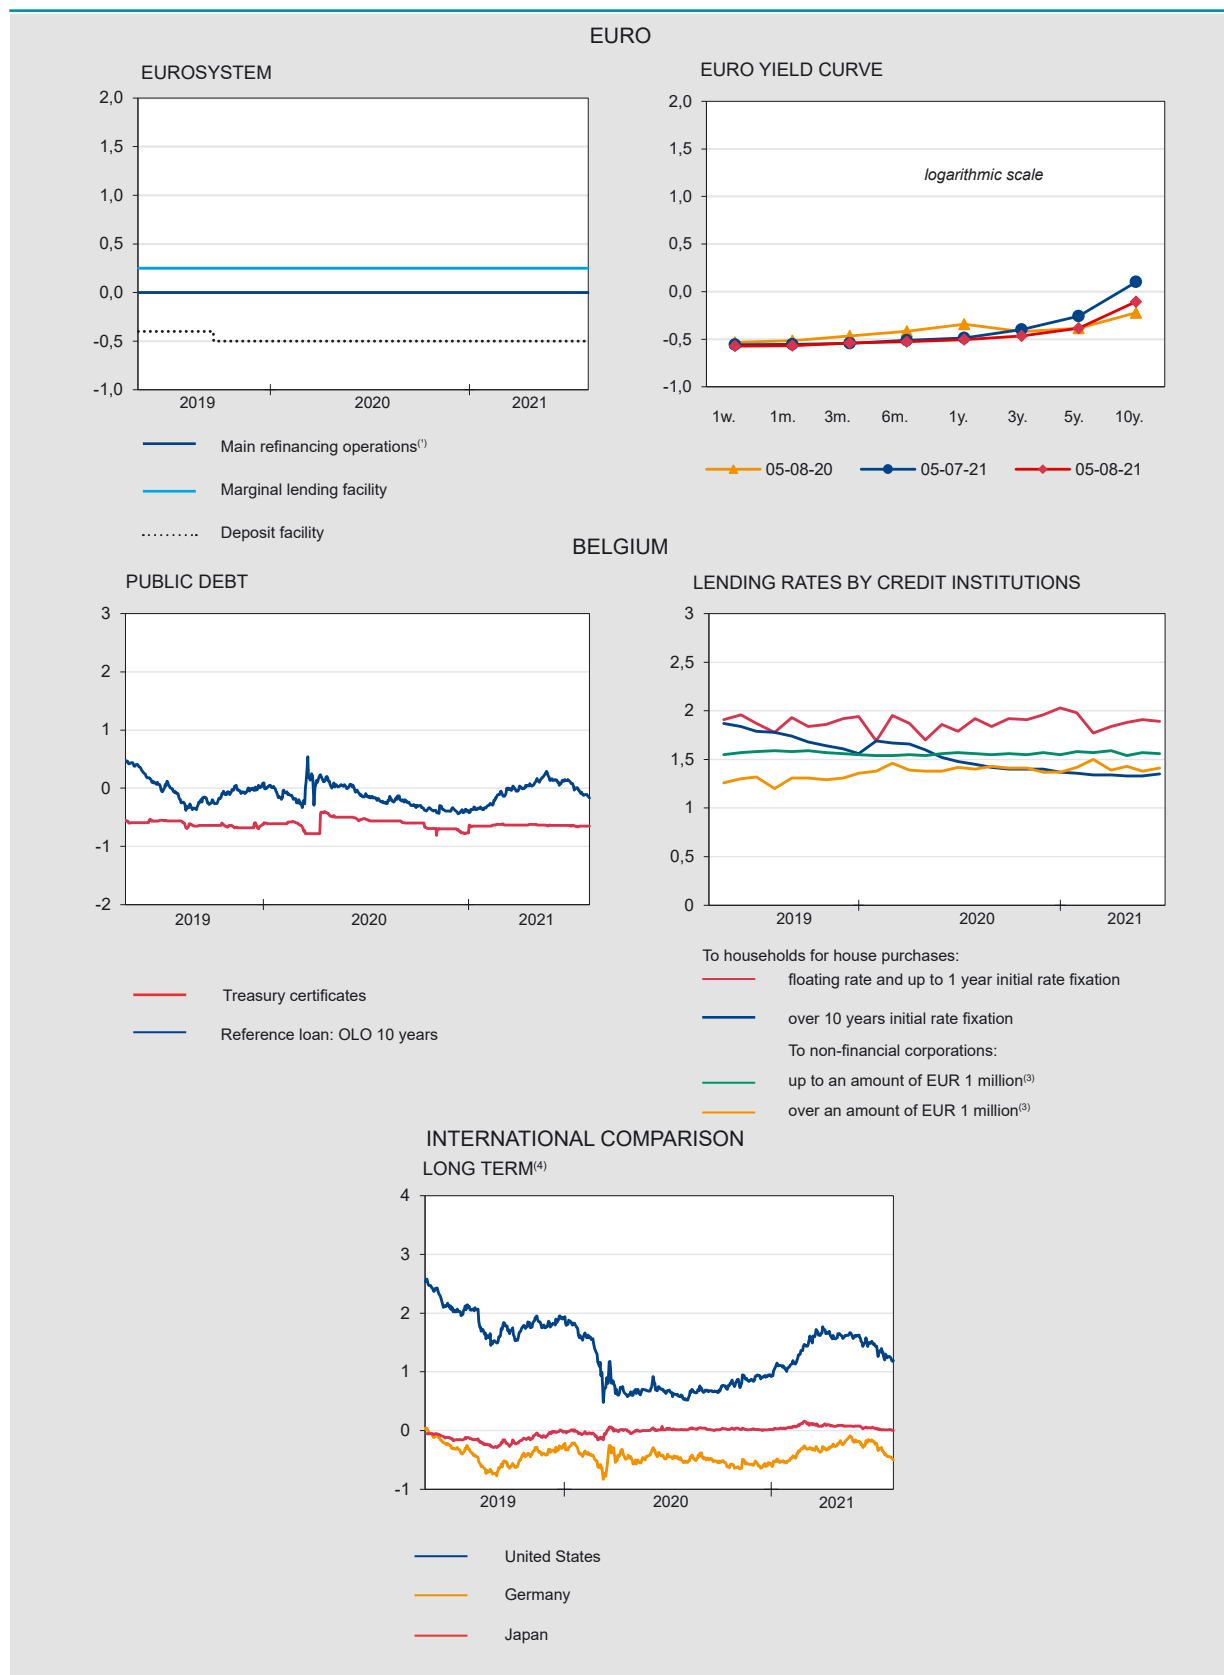 EURO
EUROSYSTEM
2,0
1,5
1,0
0,5
0,0
-0,5
-1,0
2019 2020 2021
Main refinancing operations(¹)
Marginal lending facility
Deposit facility
EURO YIELD CURVE
2,0
1,5
1,0
0,5
0,0
-0,5
-1,0
logarithmic scale
1w. 1m. 3m. 6m. 1y. 3y. 5y. 10y.
05-08-20 05-07-21 05-08-21
BELGIUM
PUBLIC DEBT
3
2
1
0
-1
-2
2019 2020 2021
Treasury certificates
Reference loan: OLO 10 years
LENDING RATES BY CREDIT INSTITUTIONS
3
2,5
2
1,5
1
0,5
0
2019 2020 2021
To households for house purchases:
floating rate and up to 1 year initial rate fixation
over 10 years initial rate fixation
To non-financial corporations:
up to an amount of EUR 1 million(3)
over an amount of EUR 1 million(3)
INTERNATIONAL COMPARISON
LONG TERM(4)
4
3
2
1
0
-1
2019 2020 2021
United States
Germany
Japan